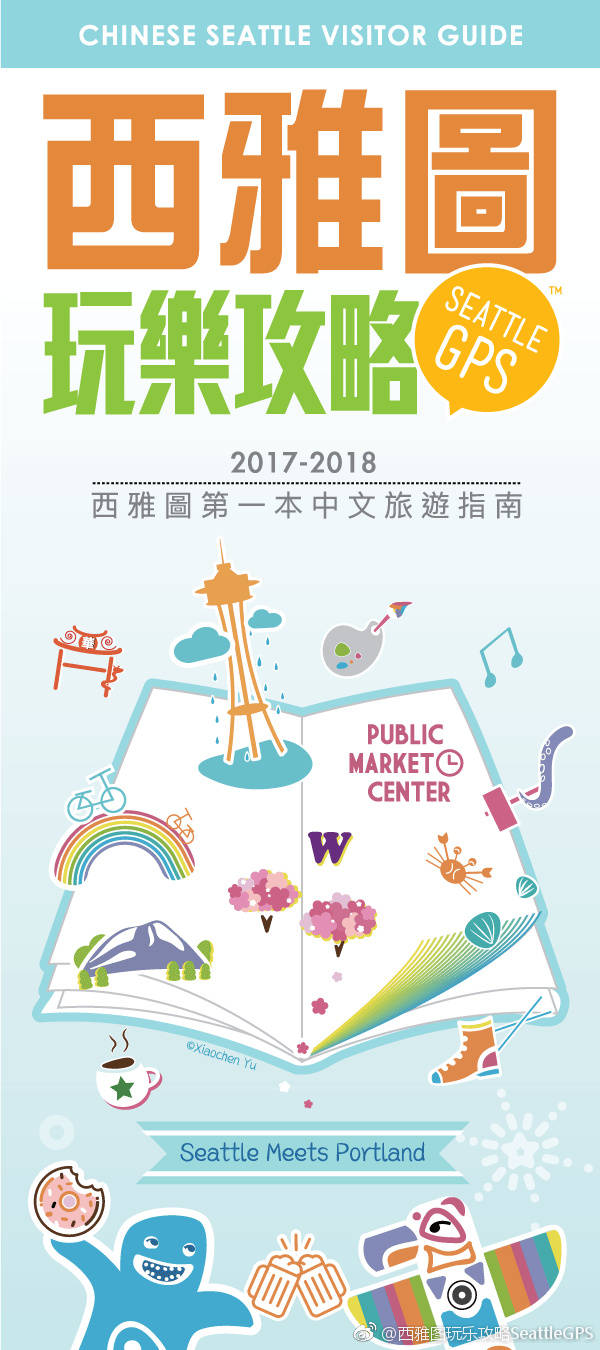 CHINESE SEATTLE VISITOR GUIDE
西雅圖
玩樂攻略
SEATTLE
GPS
™
2017-2018
西雅圖第一本中文旅遊指南
華
PUBLIC
MARKET
CENTER
W
©Xiaochen Yu
Seattle Meets Portland
@西雅图玩乐攻略SeattleGPS